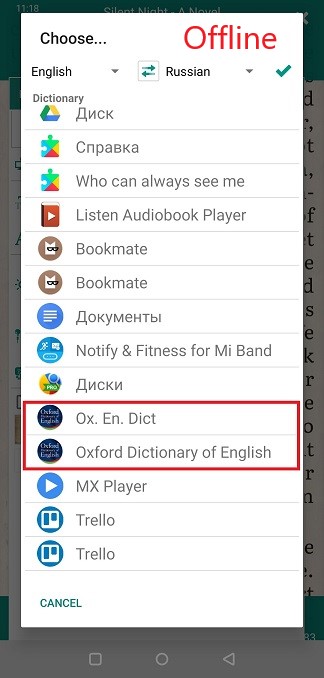 11:18
Silent Night - A Novel
Choose...
Offline
English
Russian
Dictionary
Диск
Справка
Who can always see me
Listen Audiobook Player
Bookmate
Bookmate
Документы
Notify & Fitness for Mi Band
Диски
Ox. En. Dict
Oxford Dictionary of English
MX Player
Trello
Trello
CANCEL